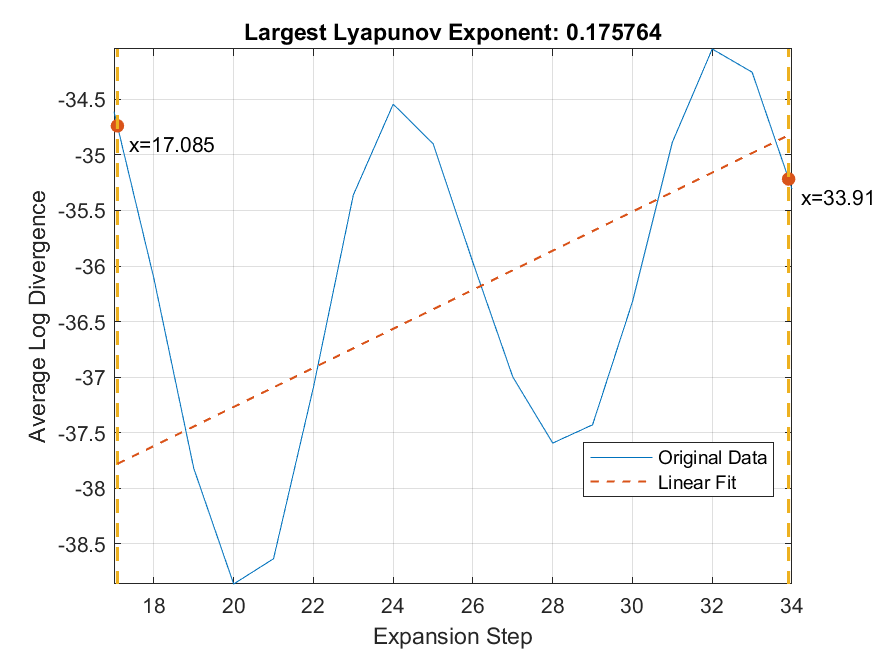 Largest Lyapunov Exponent: 0.175764
-34.5
-35
-35.5
-36
-36.5
-37
-37.5
-38
-38.5
Average Log Divergence
x=17.085
x=33.91
Original Data
Linear Fit
18 20 22 24 26 28 30 32 34
Expansion Step